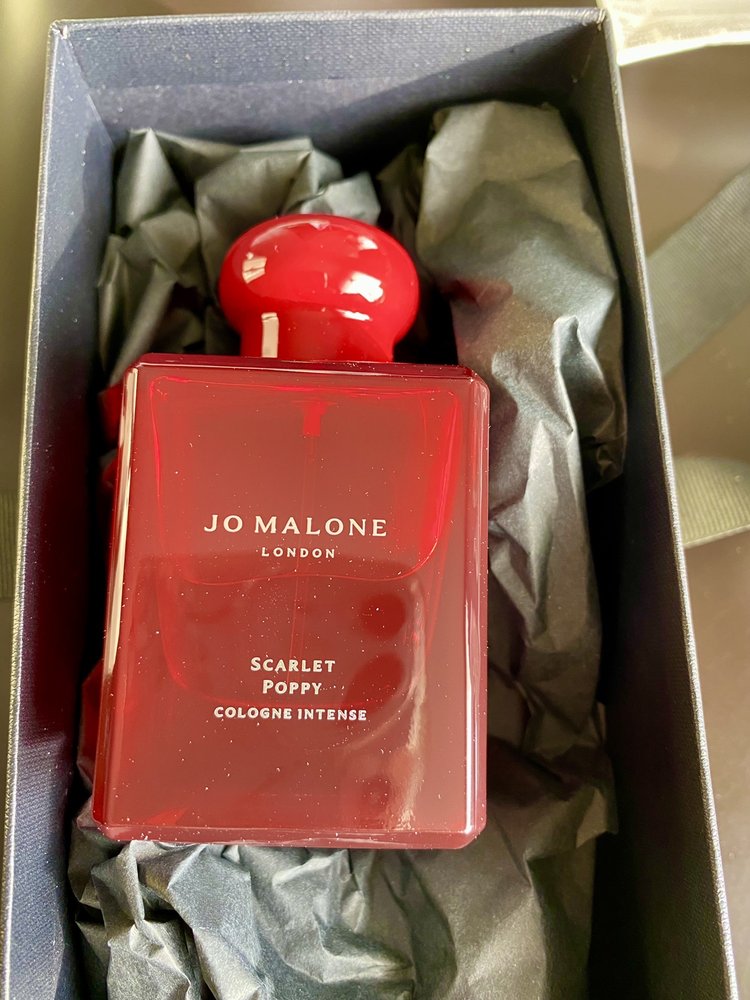 JO MALONE
LONDON
SCARLET
POPPY
COLOGNE INTENSE